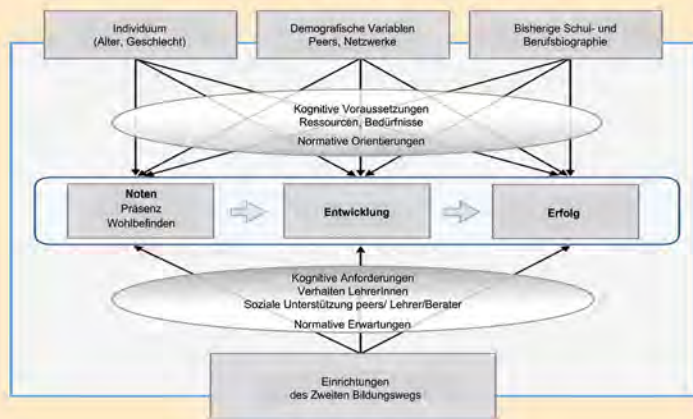 Individuum
(Alter, Geschlecht)
Demografische Variablen
Peers, Netzwerke
Bisherige Schul- und
Berufsbiographie
Kognitive Voraussetzungen
Ressourcen, Bedürfnisse
Normative Orientierungen
Noten
Präsenz
Wohlbefinden
Entwicklung
Erfolg
Kognitive Anforderungen
Verhalten LehrerInnen
Soziale Unterstützung peers/ Lehrer/Berater
Normative Erwartungen
Einrichtungen
des Zweiten Bildungswegs